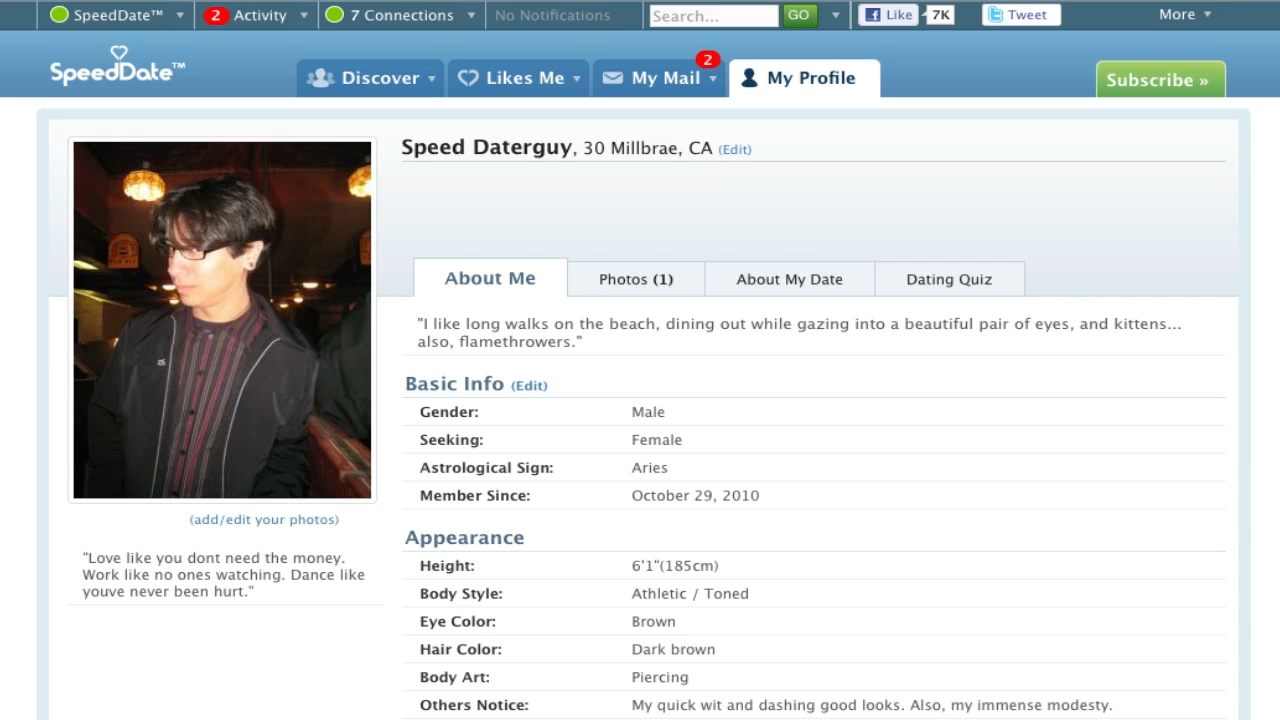 SpeedDate™ 2 Activity 7 Connections No Notifications Search... GO Like 7K Tweet More
SpeedDate™ Discover Likes Me My Mail 2 My Profile Subscribe »
Speed Daterguy, 30 Millbrae, CA (Edit)
About Me Photos (1) About My Date Dating Quiz
"I like long walks on the beach, dining out while gazing into a beautiful pair of eyes, and kittens...
also, flamethrowers."
Basic Info (Edit)
Gender: Male
Seeking: Female
Astrological Sign: Aries
Member Since: October 29, 2010
(add/edit your photos)
"Love like you dont need the money.
Work like no ones watching. Dance like
youve never been hurt."
Appearance
Height: 6'1"(185cm)
Body Style: Athletic / Toned
Eye Color: Brown
Hair Color: Dark brown
Body Art: Piercing
Others Notice: My quick wit and dashing good looks. Also, my immense modesty.